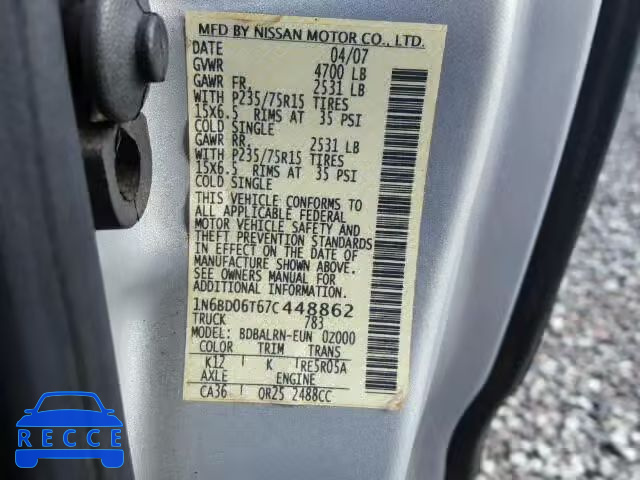 MFD BY NISSAN MOTOR CO., LTD.
DATE 04/07
GVWR 4700 LB
GAWR FR. 2531 LB
WITH P235/75R15 TIRES
15X6.5 RIMS AT 35 PSI
COLD SINGLE
GAWR RR. 2531 LB
WITH P235/75R15 TIRES
15X6.5 RIMS AT 35 PSI
COLD SINGLE
THIS VEHICLE CONFORMS TO
ALL APPLICABLE FEDERAL
MOTOR VEHICLE SAFETY AND
THEFT PREVENTION STANDARDS
IN EFFECT ON THE DATE OF
MANUFACTURE SHOWN ABOVE.
SEE OWNERS MANUAL FOR
ADDITIONAL INFORMATION.
1N6BD06T67C448862
TRUCK 783
MODEL: BDBALRN-EUN 02000
COLOR TRIM TRANS
K12 K RE5R05A
AXLE ENGINE
CA36 QR25 2488CC
RECCE